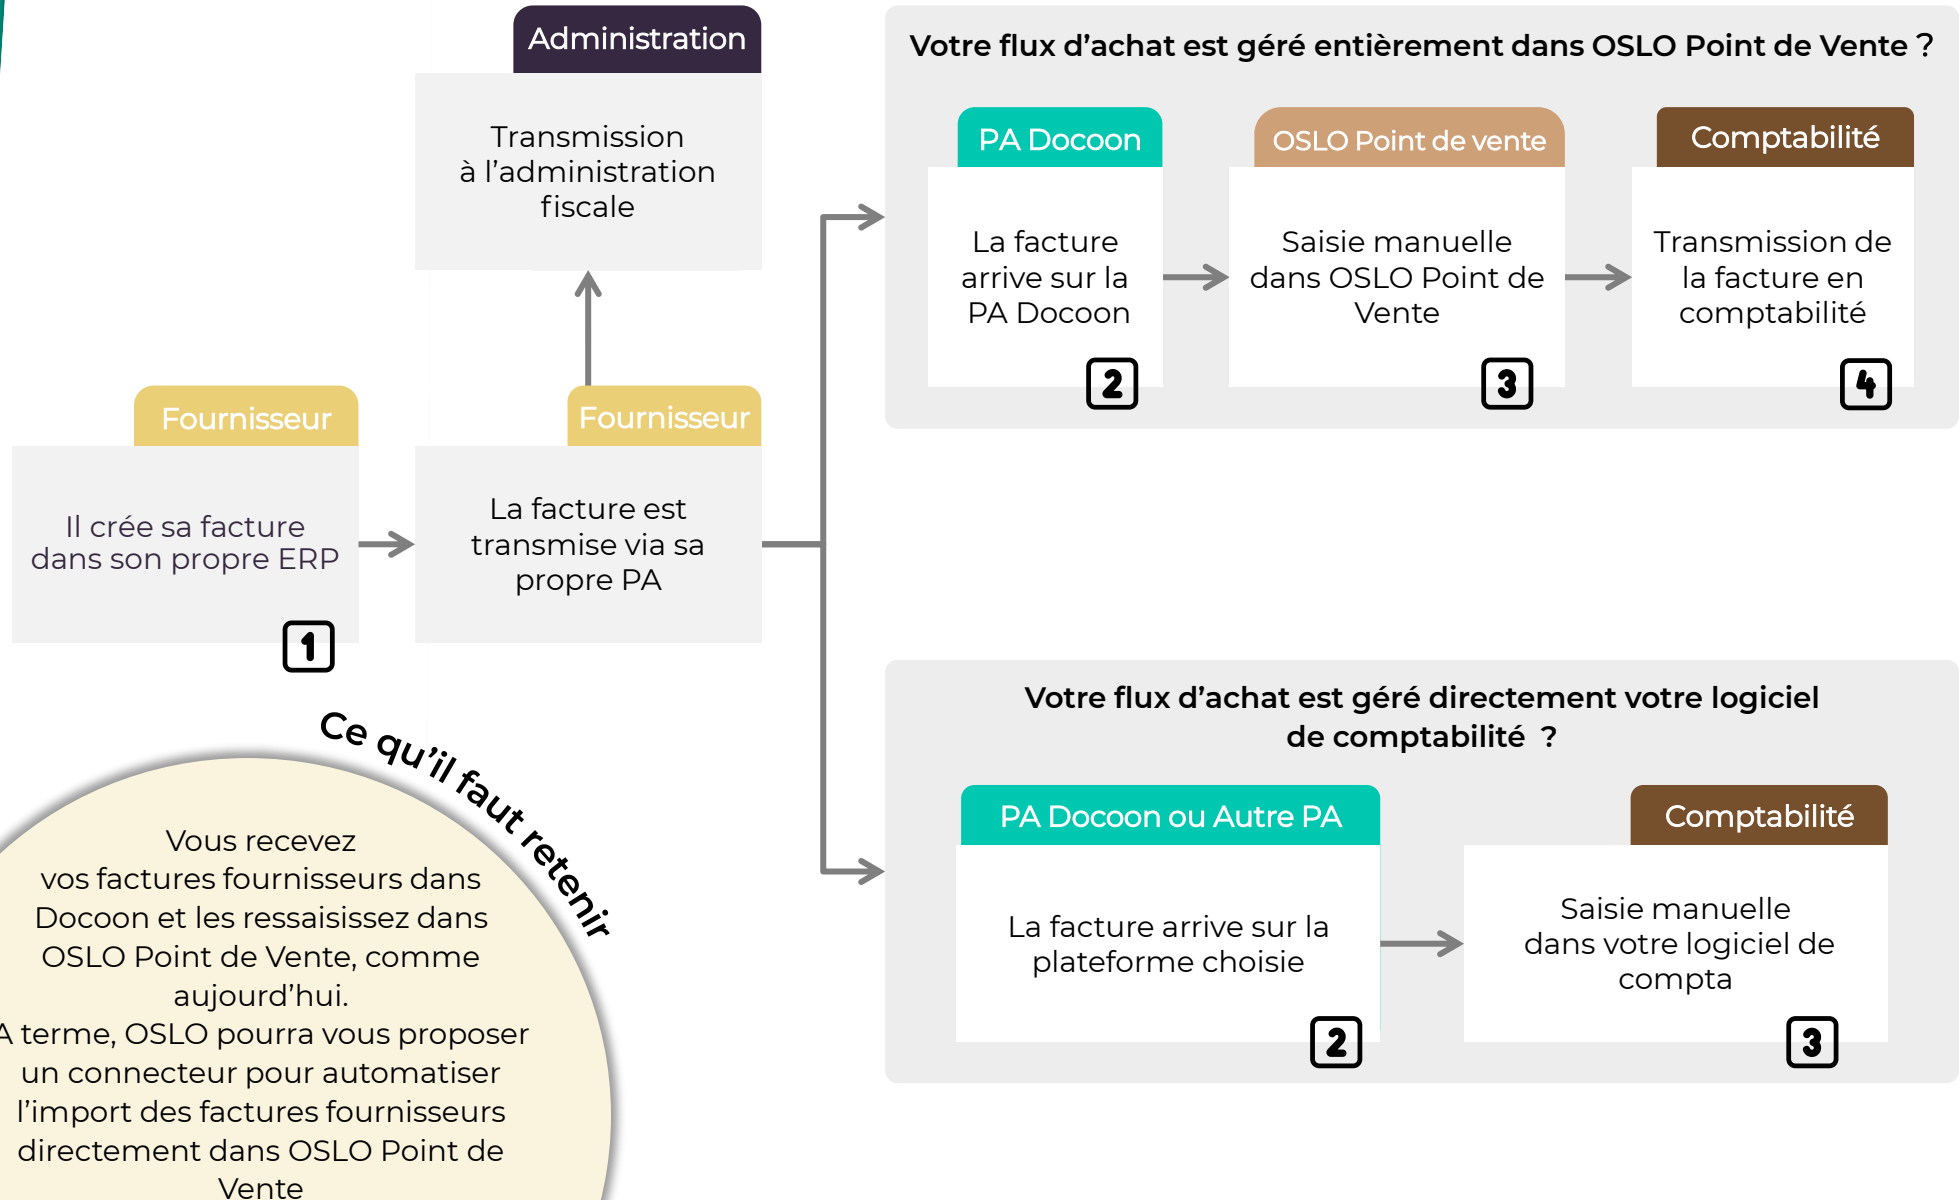 Administration
Transmission
à l'administration
fiscale
Fournisseur
Il crée sa facture
dans son propre ERP
1
Fournisseur
La facture est
transmise via sa
propre PA
Votre flux d'achat est géré entièrement dans OSLO Point de Vente ?
PA Docoon
La facture
arrive sur la
PA Docoon
2
OSLO Point de vente
Saisie manuelle
dans OSLO Point de
Vente
3
Comptabilité
Transmission de
la facture en
comptabilité
4
Votre flux d'achat est géré directement votre logiciel
de comptabilité ?
PA Docoon ou Autre PA
La facture arrive sur la
plateforme choisie
2
Comptabilité
Saisie manuelle
dans votre logiciel de
compta
3
Ce qu'il faut retenir
Vous recevez
vos factures fournisseurs dans
Docoon et les ressaisissez dans
OSLO Point de Vente, comme
aujourd'hui.
A terme, OSLO pourra vous proposer
un connecteur pour automatiser
l'import des factures fournisseurs
directement dans OSLO Point de
Vente